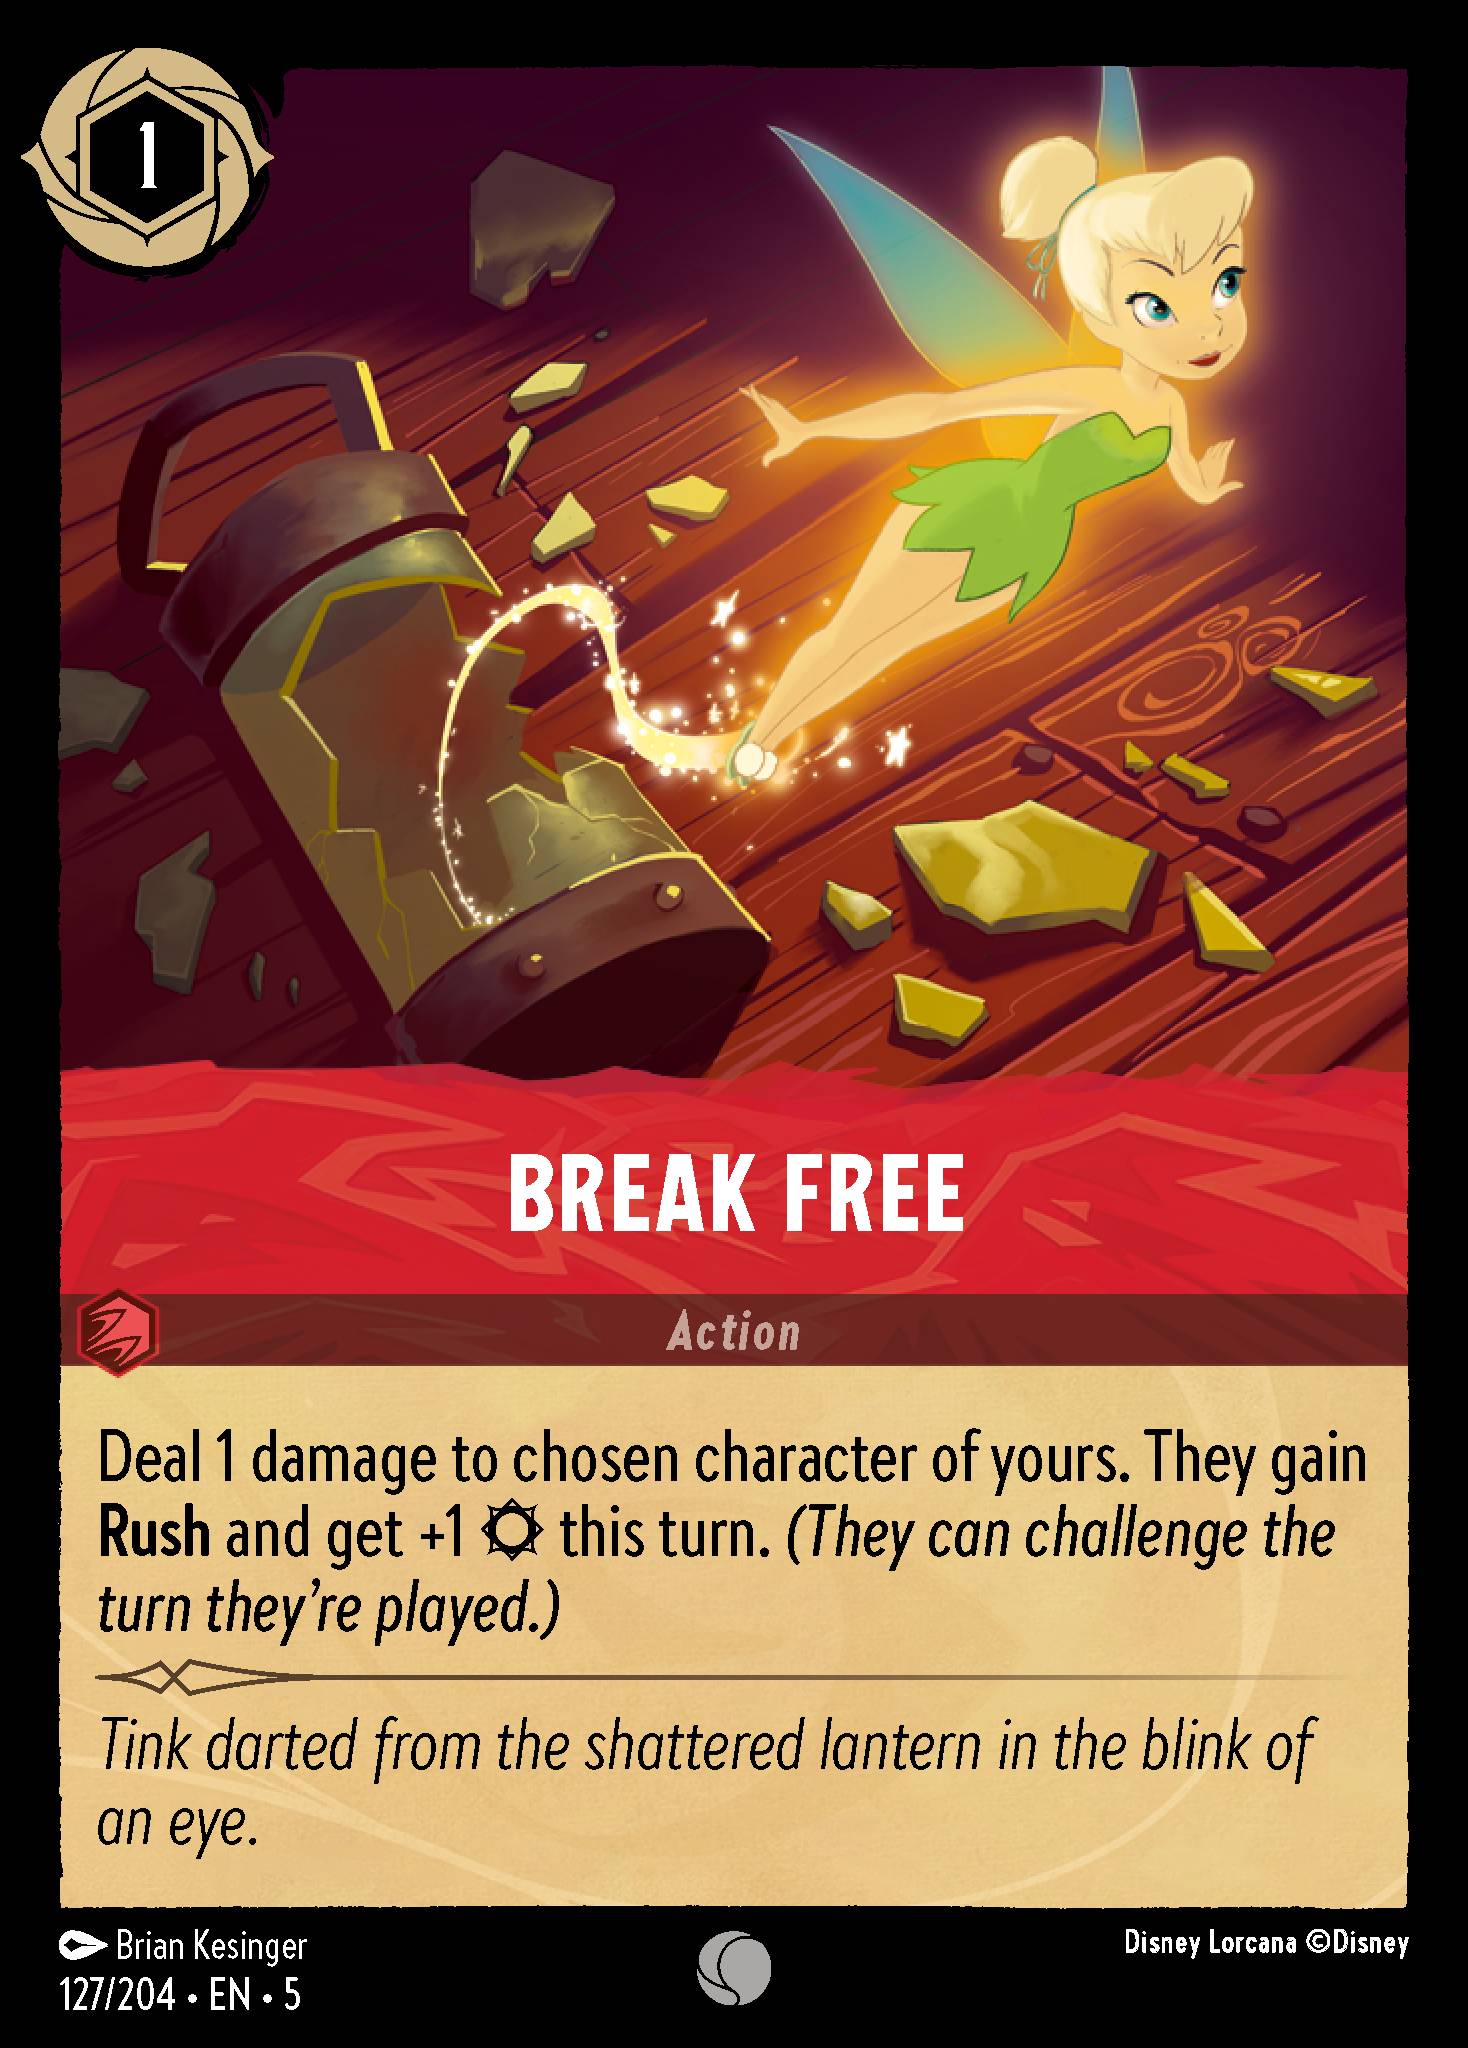 1
BREAK FREE
Action
Deal 1 damage to chosen character of yours. They gain
Rush and get +1 this turn. (They can challenge the
turn they’re played.)
Tink darted from the shattered lantern in the blink of
an eye.
Brian Kesinger
Disney Lorcana ©Disney
127/204 • EN • 5